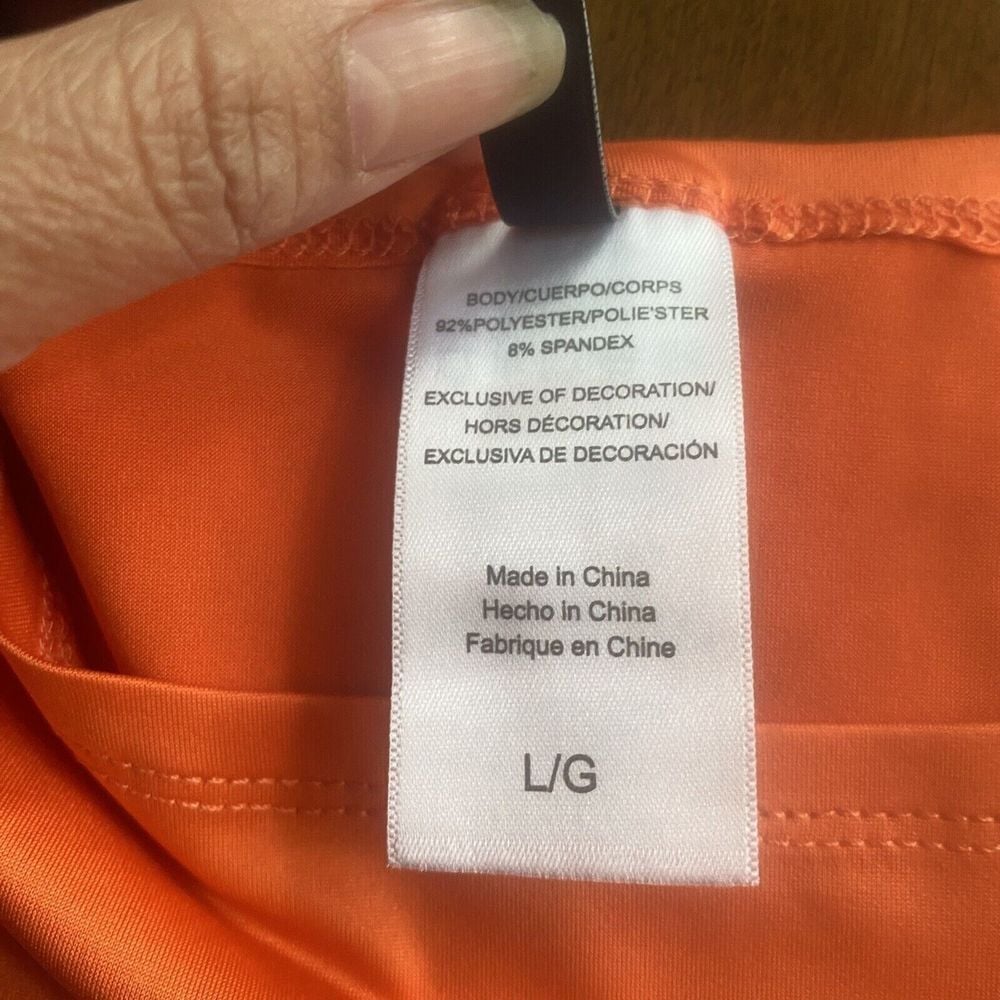 BODY/CUERPO/CORPS
92%POLYESTER/POLIE'STER
8% SPANDEX
EXCLUSIVE OF DECORATION/
HORS DÉCORATION/
EXCLUSIVA DE DECORACIÓN
Made in China
Hecho in China
Fabrique en Chine
L/G